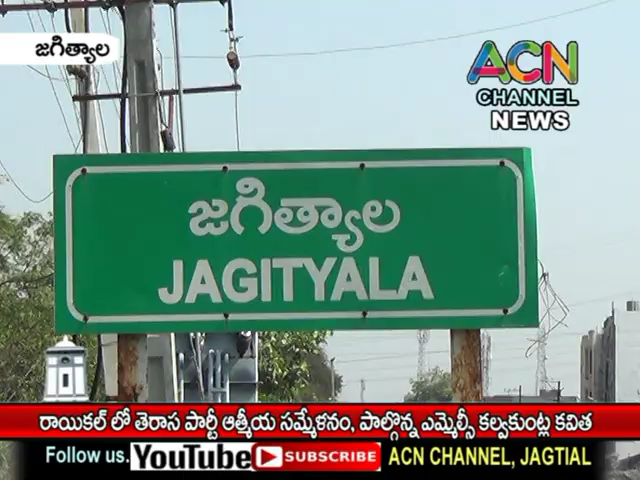 జగిత్యాల
ACN
CHANNEL
NEWS
జగిత్యాల
JAGITYALA
రాయికల్ లో తెరాస పార్టీ ఆత్మీయ సమ్మేళనం, పాల్గొన్న ఎమ్మెల్సీ కల్వకుంట్ల కవిత
Follow us. YouTube SUBSCRIBE ACN CHANNEL, JAGTIAL